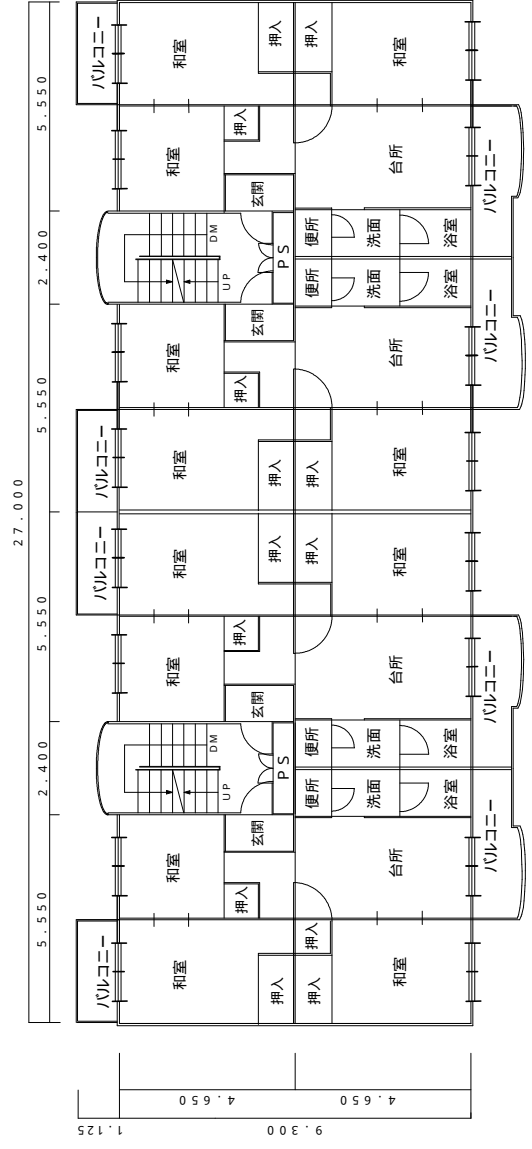 バルコニー
和室
押入
押入
和室
5.550
和室
押入
玄関
台所
バルコニー
2.400
DM
UP
PS
便所
洗面
浴室
便所
洗面
浴室
和室
玄関
押入
台所
バルコニー
5.550
バルコニー
和室
押入
押入
和室
27.000
バルコニー
和室
押入
押入
和室
5.550
和室
押入
玄関
台所
バルコニー
2.400
DM
UP
PS
便所
洗面
浴室
便所
洗面
浴室
和室
玄関
押入
台所
バルコニー
5.550
バルコニー
和室
押入
押入
押入
和室
4.650
4.650
1.125
9.300